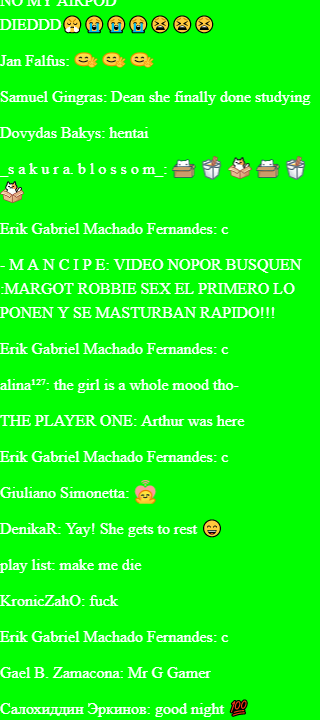 NO MY AIRPOD
DIEDDD😤😭😭😭😫😫😫
Jan Falfus:
Samuel Gingras: Dean she finally done studying
Dovydas Bakys: hentai
_s a k u r a. b l o s s o m_:
Erik Gabriel Machado Fernandes: c
- M A N C I P E: VIDEO NOPOR BUSQUEN
:MARGOT ROBBIE SEX EL PRIMERO LO
PONEN Y SE MASTURBAN RAPIDO!!!
Erik Gabriel Machado Fernandes: c
alina¹²⁷: the girl is a whole mood tho-
THE PLAYER ONE: Arthur was here
Erik Gabriel Machado Fernandes: c
Giuliano Simonetta:
DenikaR: Yay! She gets to rest 😄
play list: make me die
KronicZahO: fuck
Erik Gabriel Machado Fernandes: c
Gael B. Zamacona: Mr G Gamer
Салохиддин Эркинов: good night 💯